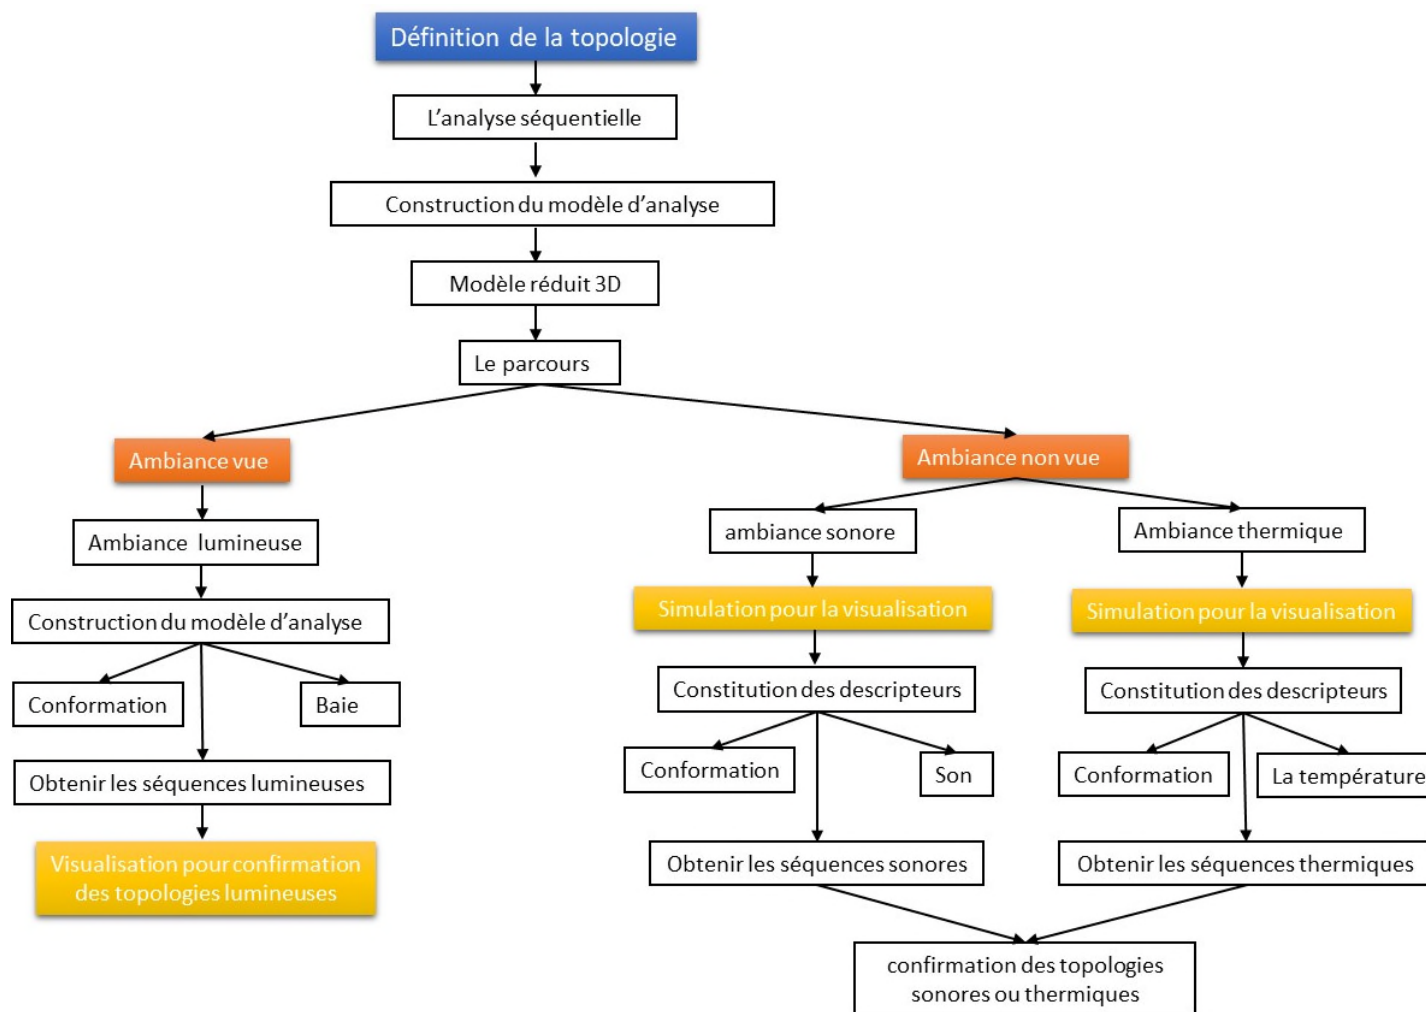 Définition de la topologie
L’analyse séquentielle
Construction du modèle d’analyse
Modèle réduit 3D
Le parcours
Ambiance vue
Ambiance non vue
Ambiance lumineuse
ambiance sonore
Ambiance thermique
Construction du modèle d’analyse
Simulation pour la visualisation
Simulation pour la visualisation
Conformation
Baie
Constitution des descripteurs
Constitution des descripteurs
Obtenir les séquences lumineuses
Conformation
Son
Conformation
La température
Visualisation pour confirmation
des topologies lumineuses
Obtenir les séquences sonores
Obtenir les séquences thermiques
confirmation des topologies
sonores ou thermiques